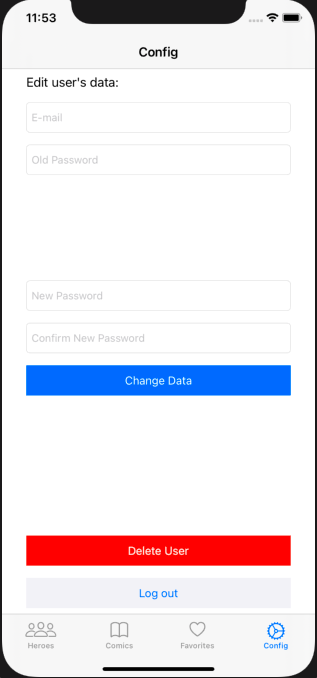 11:53
Config
Edit user's data:
E-mail
Old Password
New Password
Confirm New Password
Change Data
Delete User
Log out
Heroes
Comics
Favorites
Config